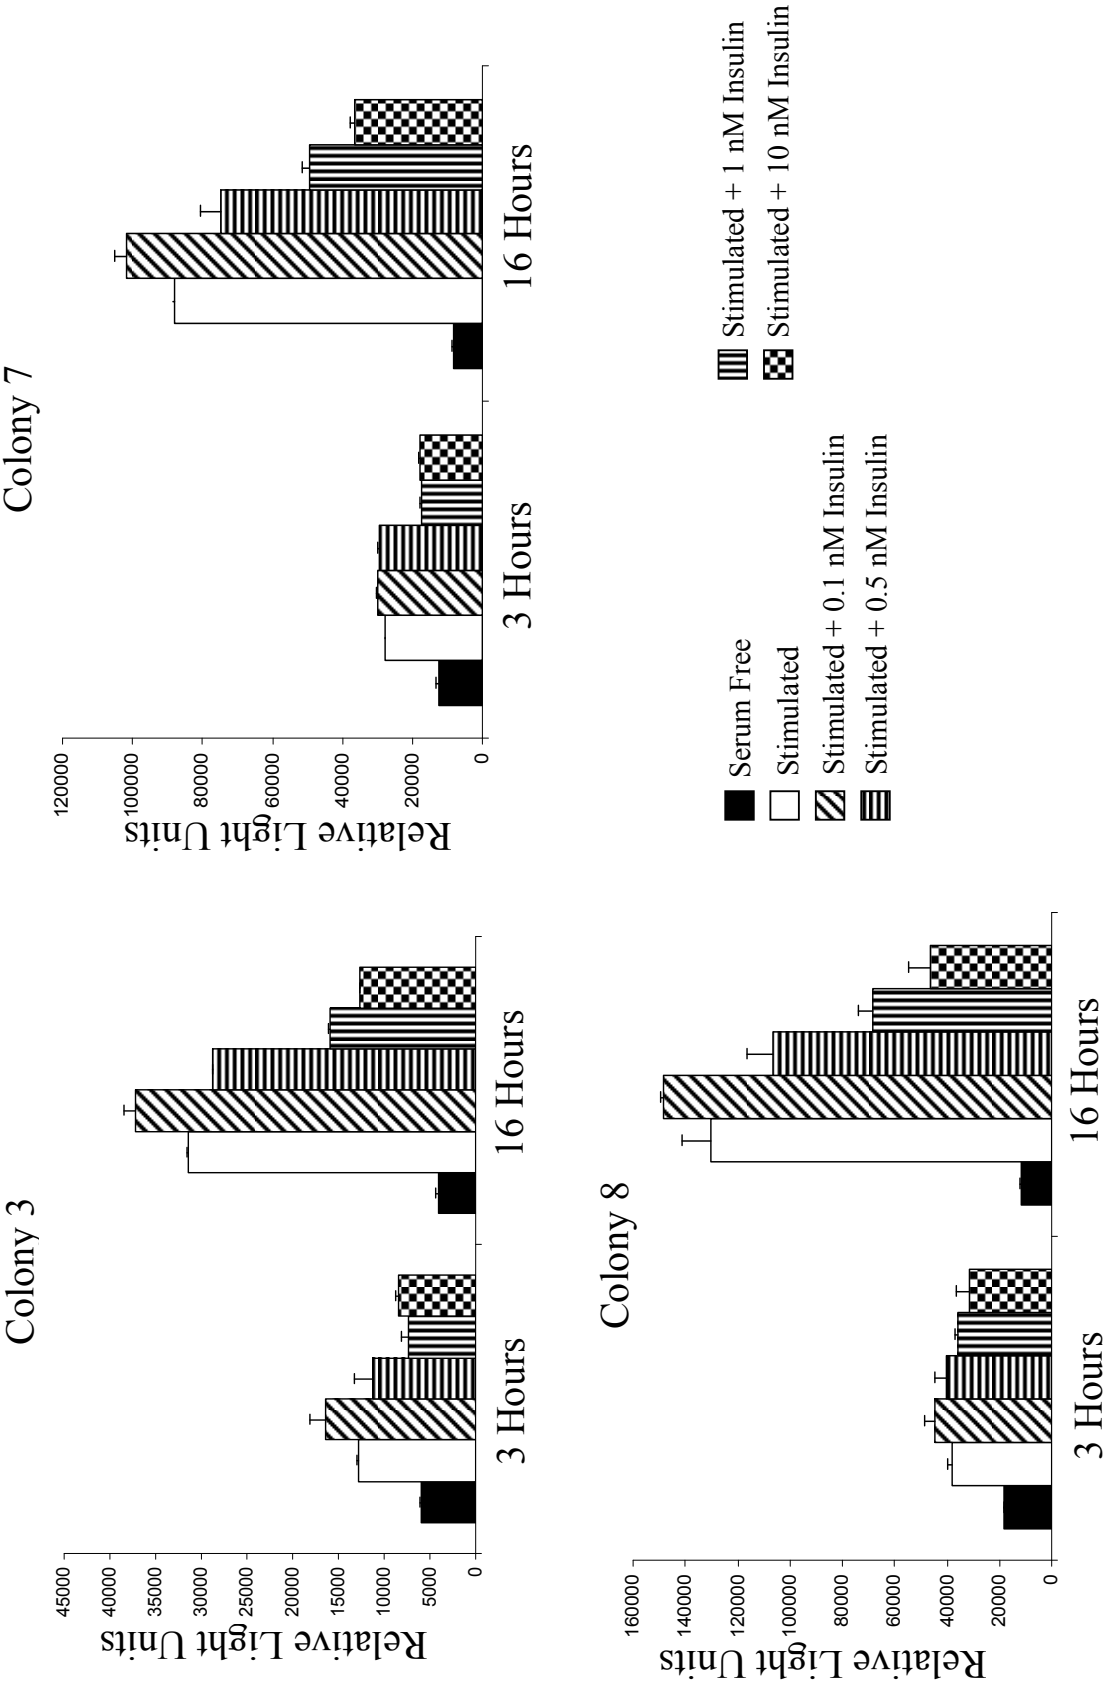 Colony 3
Relative Light Units
45000
40000
35000
30000
25000
20000
15000
10000
5000
0
3 Hours
16 Hours
Colony 7
Relative Light Units
120000
100000
80000
60000
40000
20000
0
3 Hours
16 Hours
Colony 8
Relative Light Units
160000
140000
120000
100000
80000
60000
40000
20000
0
3 Hours
16 Hours
Serum Free
Stimulated
Stimulated + 0.1 nM Insulin
Stimulated + 0.5 nM Insulin
Stimulated + 1 nM Insulin
Stimulated + 10 nM Insulin